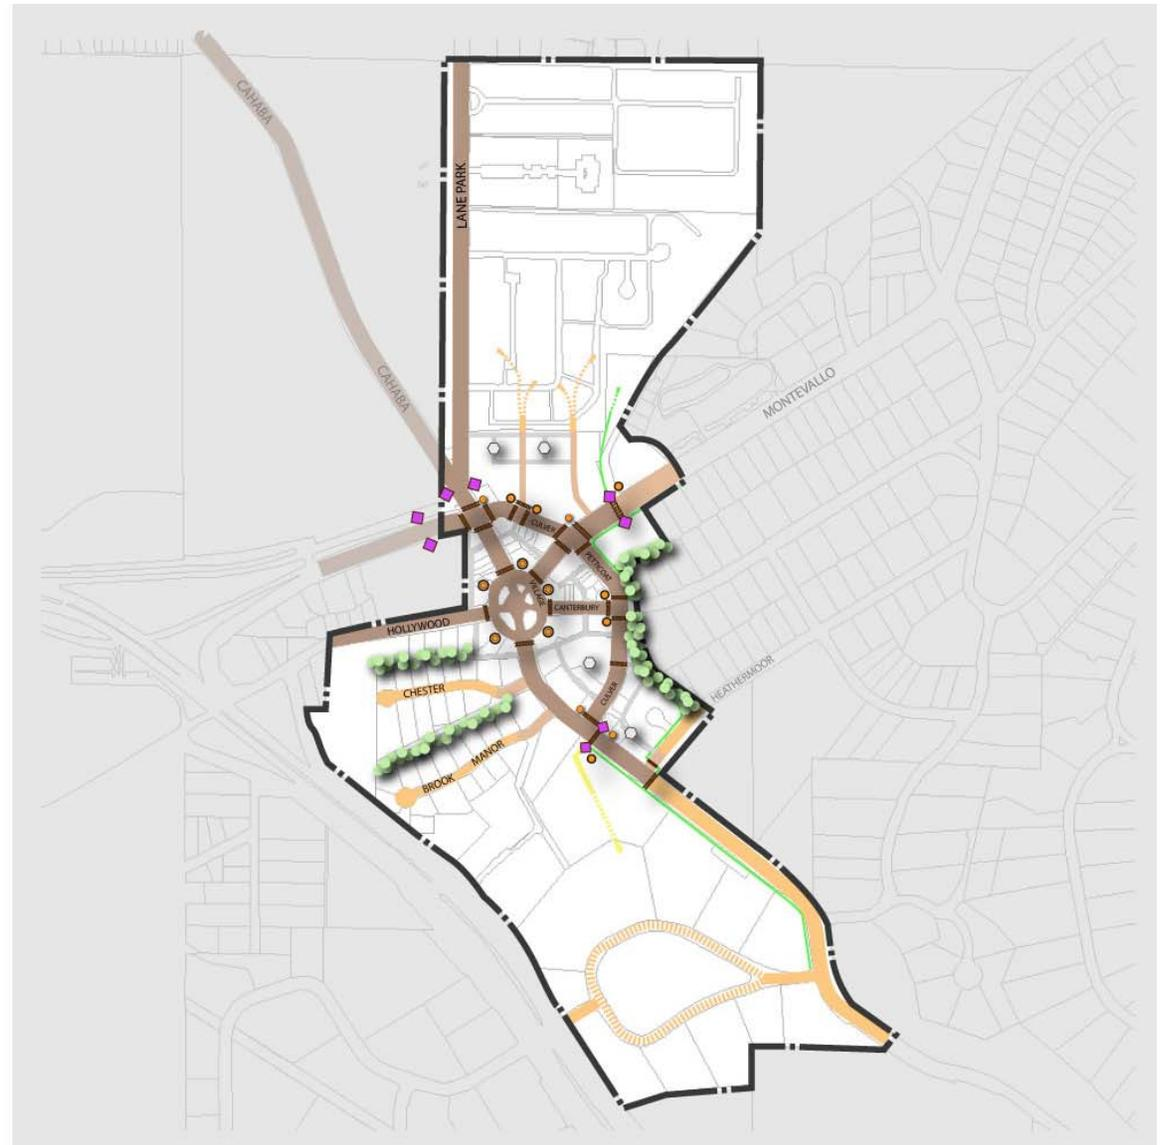 CAHABA
LANE PARK
CAHABA
MONTEVALLO
CULVER
PETTICOAT
VILLAGE
CANTERBURY
HOLLYWOOD
HEATHERMOOR
CHESTER
CULVER
BROOK MANOR